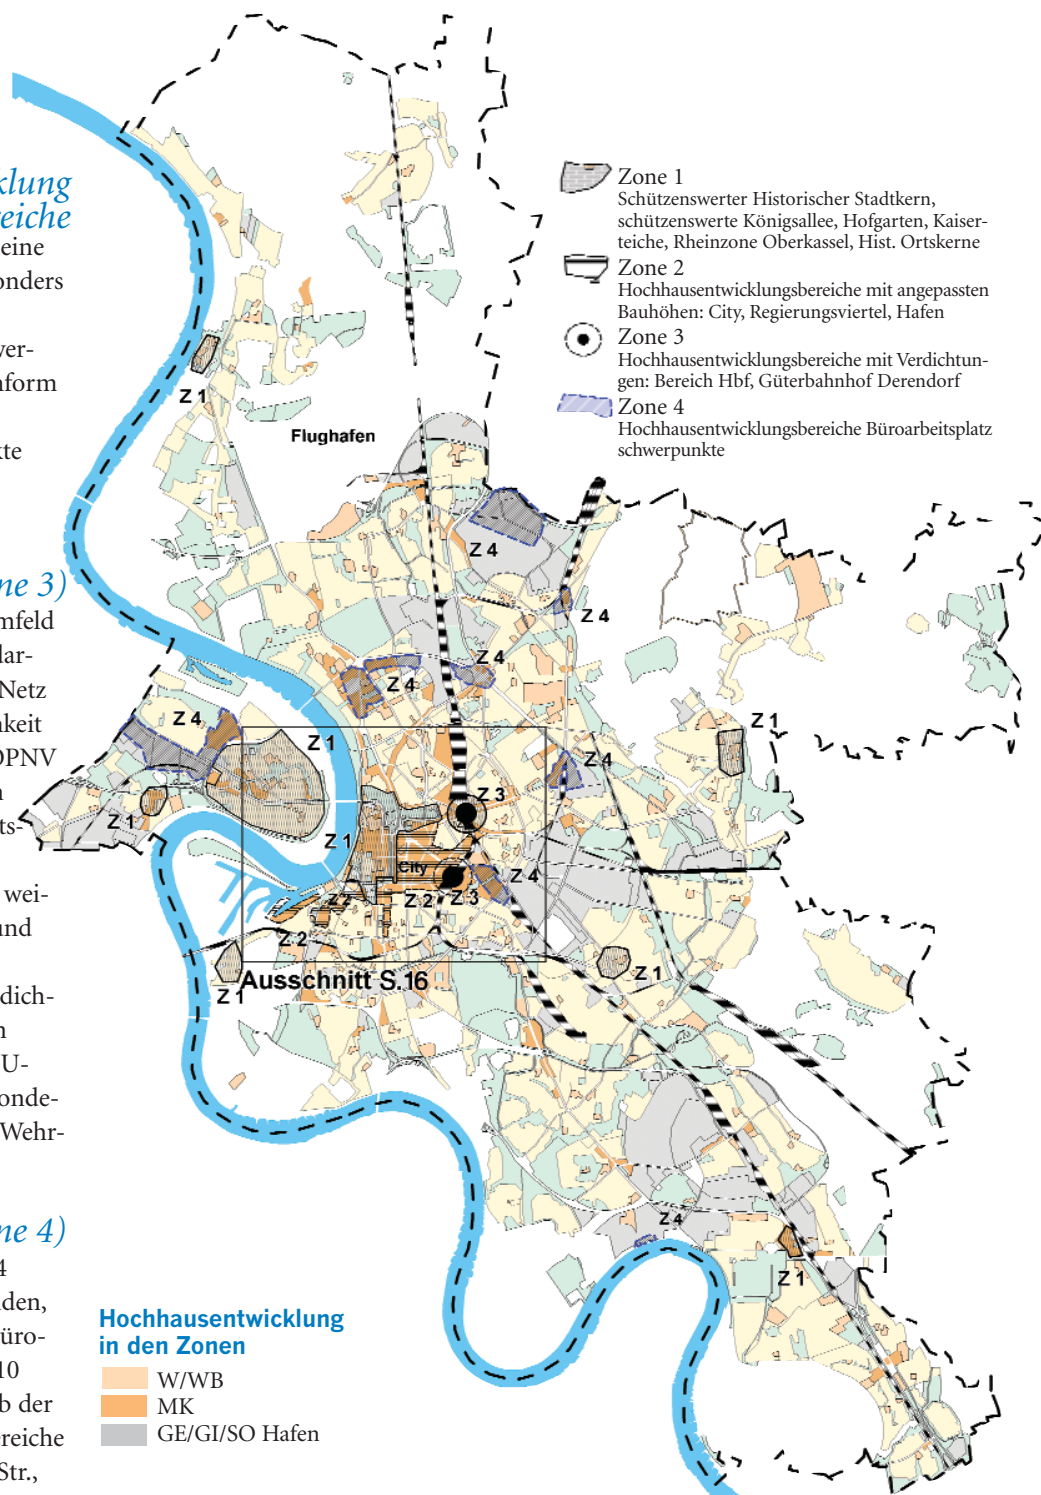 klung
eiche
eine
onders
ver-
nform
kte
ne 3)
mfeld
lar-
Netz
nkeit
ÖPNV
n
ts-
wei-
und
dich-
n
U-
onde-
Wehr-
ne 4)
4
nden,
üro-
10
b der
ereiche
Str.,
Zone 1
Schützenswerter Historischer Stadtkern,
schützenswerte Königsallee, Hofgarten, Kaiser-
teiche, Rheinzone Oberkassel, Hist. Ortskerne
Zone 2
Hochhausentwicklungsbereiche mit angepassten
Bauhöhen: City, Regierungsviertel, Hafen
Zone 3
Hochhausentwicklungsbereiche mit Verdichtun-
gen: Bereich Hbf, Güterbahnhof Derendorf
Zone 4
Hochhausentwicklungsbereiche Büroarbeitsplatz
schwerpunkte
Z 1
Flughafen
Z 4
Z 4
Z 4
Z 4
Z 4
Z 1
Z 1
Z 4
Z 3
Z 1
Z 1
City
Z 4
Z 2
Z 2
Z 3
Z 2
Z 1
Z 1
Ausschnitt S.16
Z 4
Z 1
Hochhausentwicklung
in den Zonen
W/WB
MK
GE/GI/SO Hafen